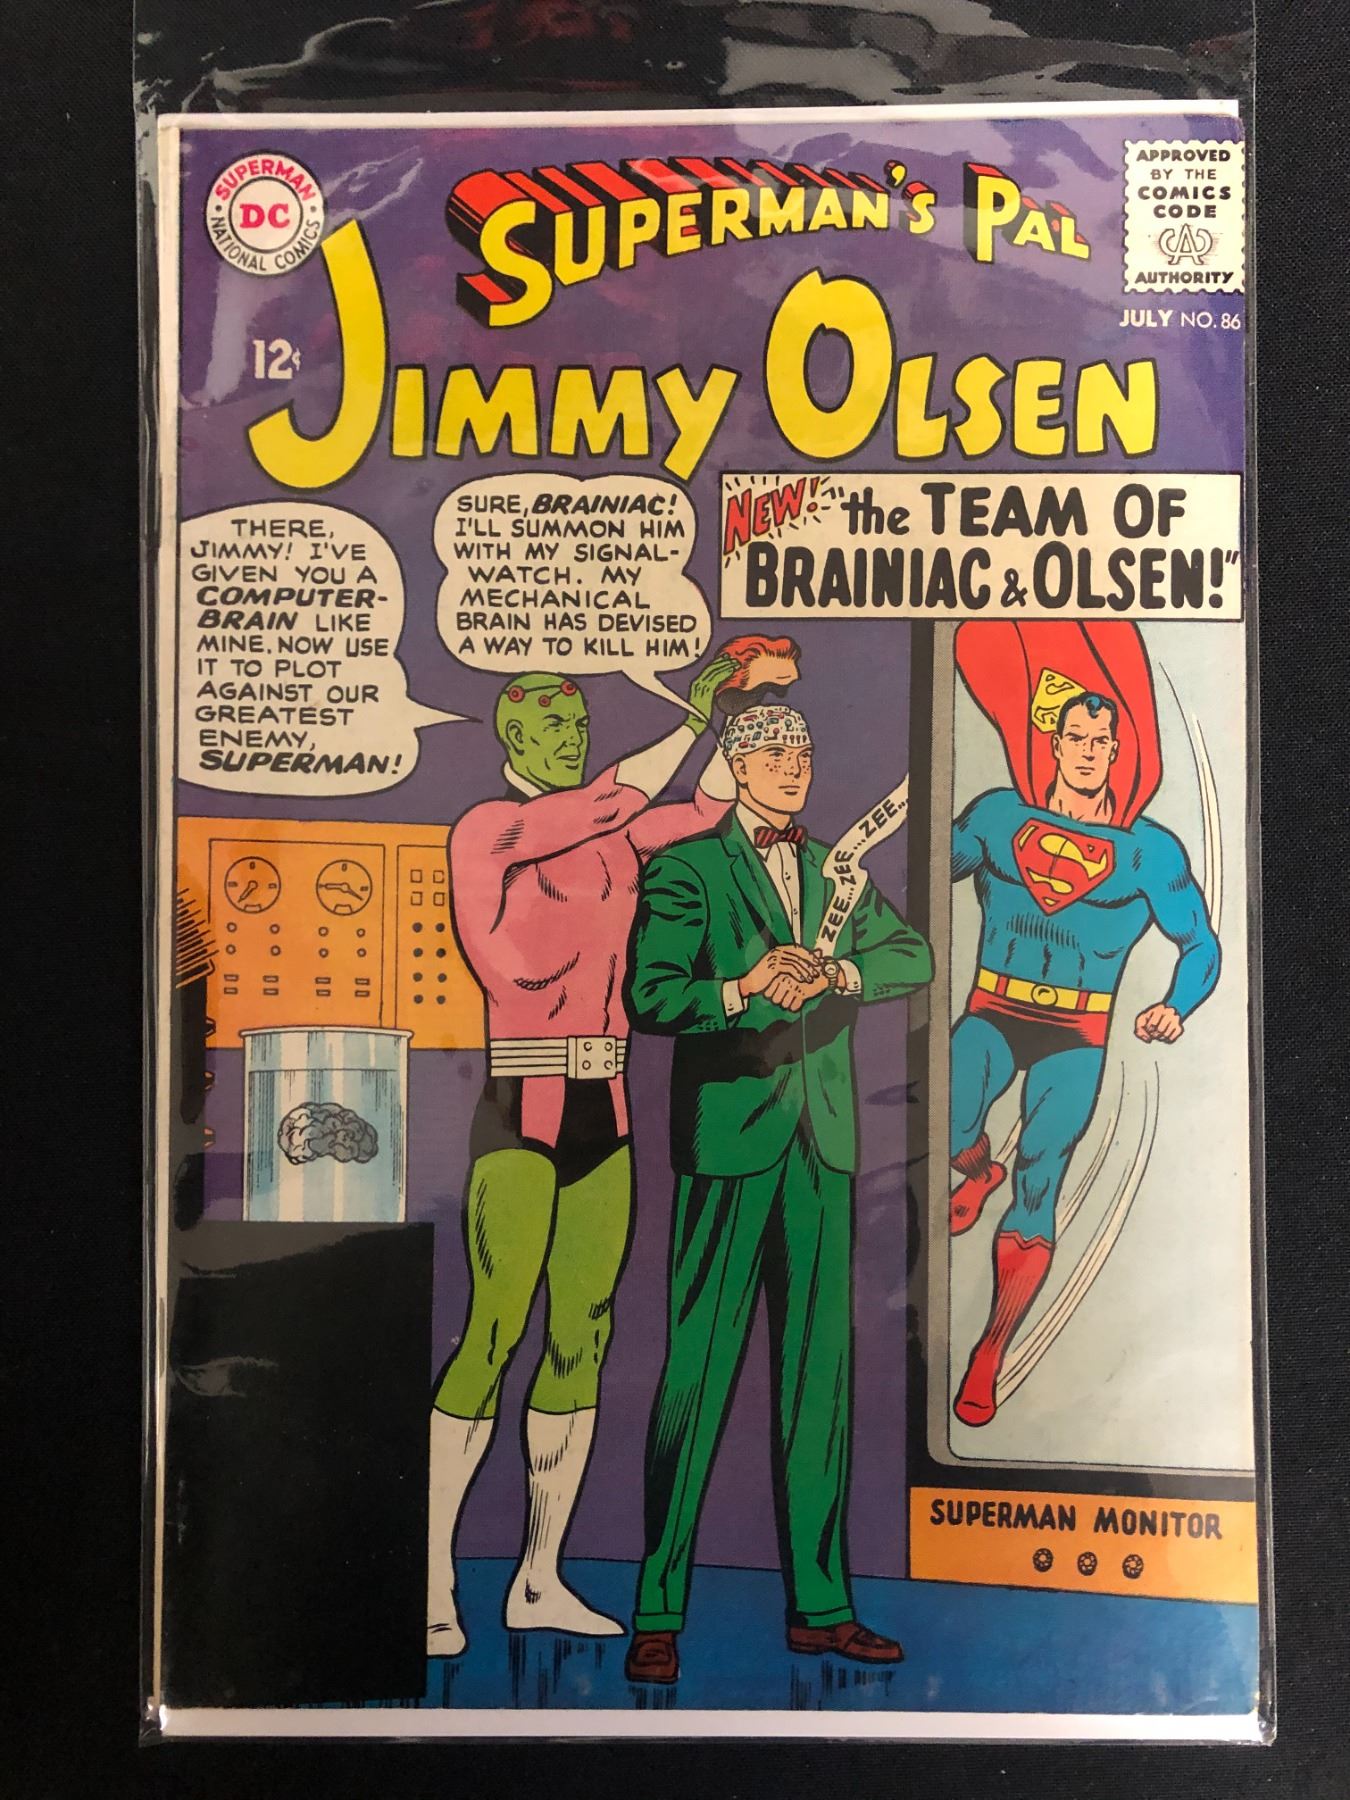 SUPERMAN
DC
NATIONAL COMICS
SUPERMAN'S PAL
JIMMY OLSEN
APPROVED
BY THE
COMICS
CODE
CA
AUTHORITY
JULY NO. 86
12¢
THERE,
JIMMY! I'VE
GIVEN YOU A
COMPUTER-
BRAIN LIKE
MINE. NOW USE
IT TO PLOT
AGAINST OUR
GREATEST
ENEMY,
SUPERMAN!
SURE, BRAINIAC!
I'LL SUMMON HIM
WITH MY SIGNAL-
WATCH. MY
MECHANICAL
BRAIN HAS DEVISED
A WAY TO KILL HIM!
NEW! "the TEAM OF
BRAINIAC & OLSEN!"
ZEE...ZEE....ZEE...
S
S
SUPERMAN MONITOR